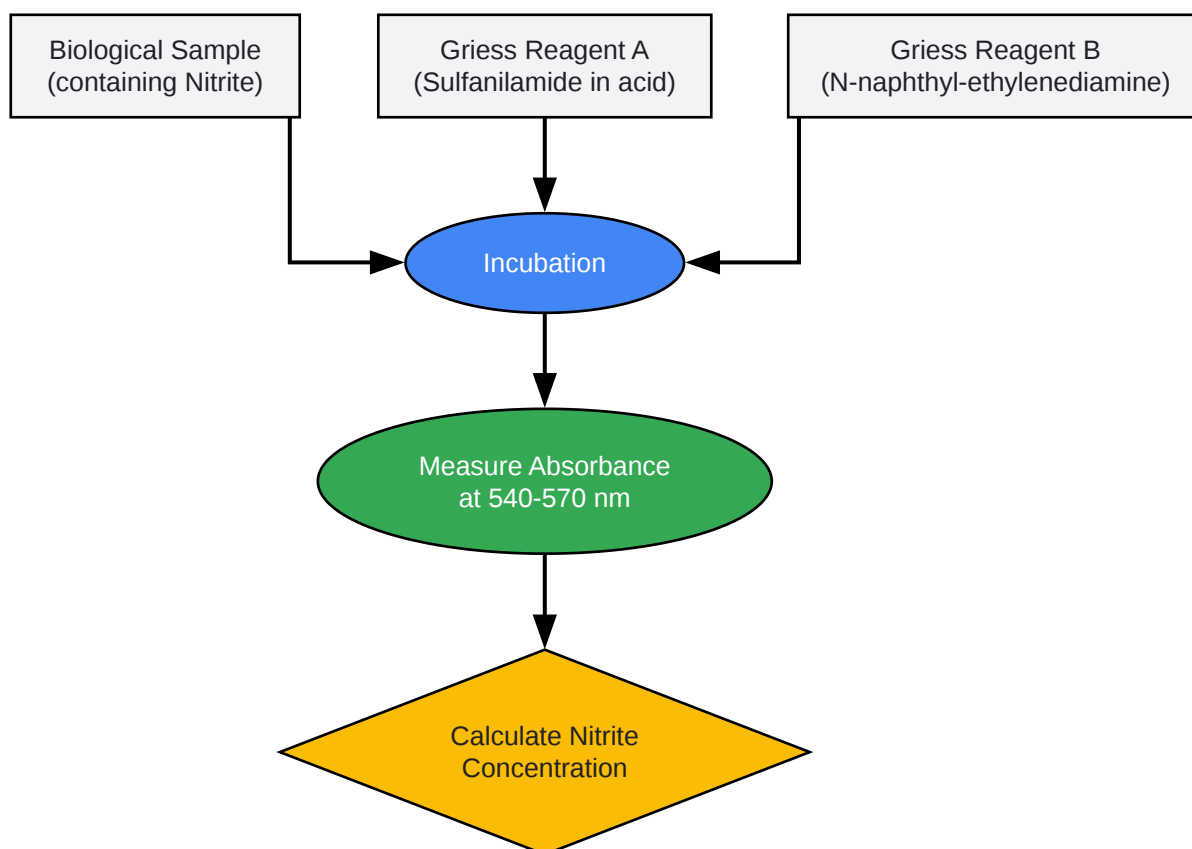 Biological Sample
(containing Nitrite)
Griess Reagent A
(Sulfanilamide in acid)
Griess Reagent B
(N-naphthyl-ethylenediamine)
Incubation
Measure Absorbance
at 540-570 nm
Calculate Nitrite
Concentration